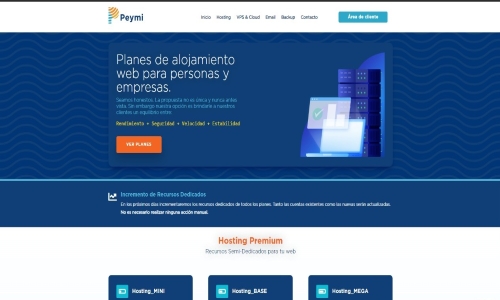 Peymi
Inicio Hosting VPS & Cloud Email Backup Contacto Área de cliente
Planes de alojamiento
web para personas y
empresas.
Seamos honestos. La propuesta no es única y nunca antes
vista. Sin embargo nuestra opción es brindarle a nuestros
clientes un equilibrio entre
Rendimiento + Seguridad + Velocidad + Estabilidad
VER PLANES
Incremento de Recursos Dedicados
En los próximos días incrementaremos los recursos dedicados de todos los planes. Tanto las cuentas existentes como las nuevas serán actualizadas.
No es necesario realizar ninguna acción manual.
Hosting Premium
Recursos Semi-Dedicados para tu web
Hosting_MINI Hosting_BASE Hosting_MEGA